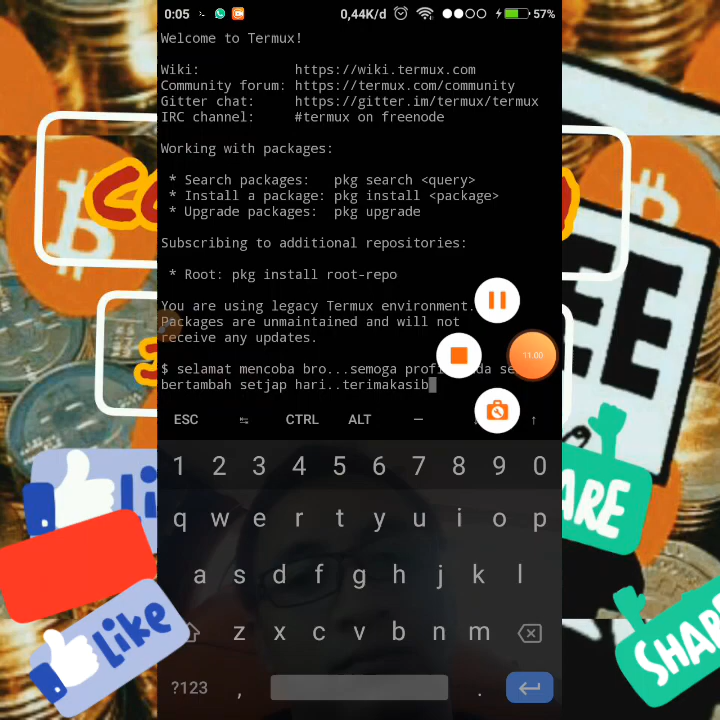 0:05 0,44K/d 57%
Welcome to Termux!
Wiki: https://wiki.termux.com
Community forum: https://termux.com/community
Gitter chat: https://gitter.im/termux/termux
IRC channel: #termux on freenode
Working with packages:
* Search packages: pkg search <query>
* Install a package: pkg install <package>
* Upgrade packages: pkg upgrade
Subscribing to additional repositories:
* Root: pkg install root-repo
You are using legacy Termux environment.
Packages are unmaintained and will not
receive any updates.
11:00
$ selamat mencoba bro...semoga
bertambah setjap hari..terimakasib
ESC CTRL ALT — ↑
1 2 3 4 5 6 7 8 9 0
q w e r t y u i o p
a s d f g h j k l
z x c v b n m
?123 , .
Like
SHARE